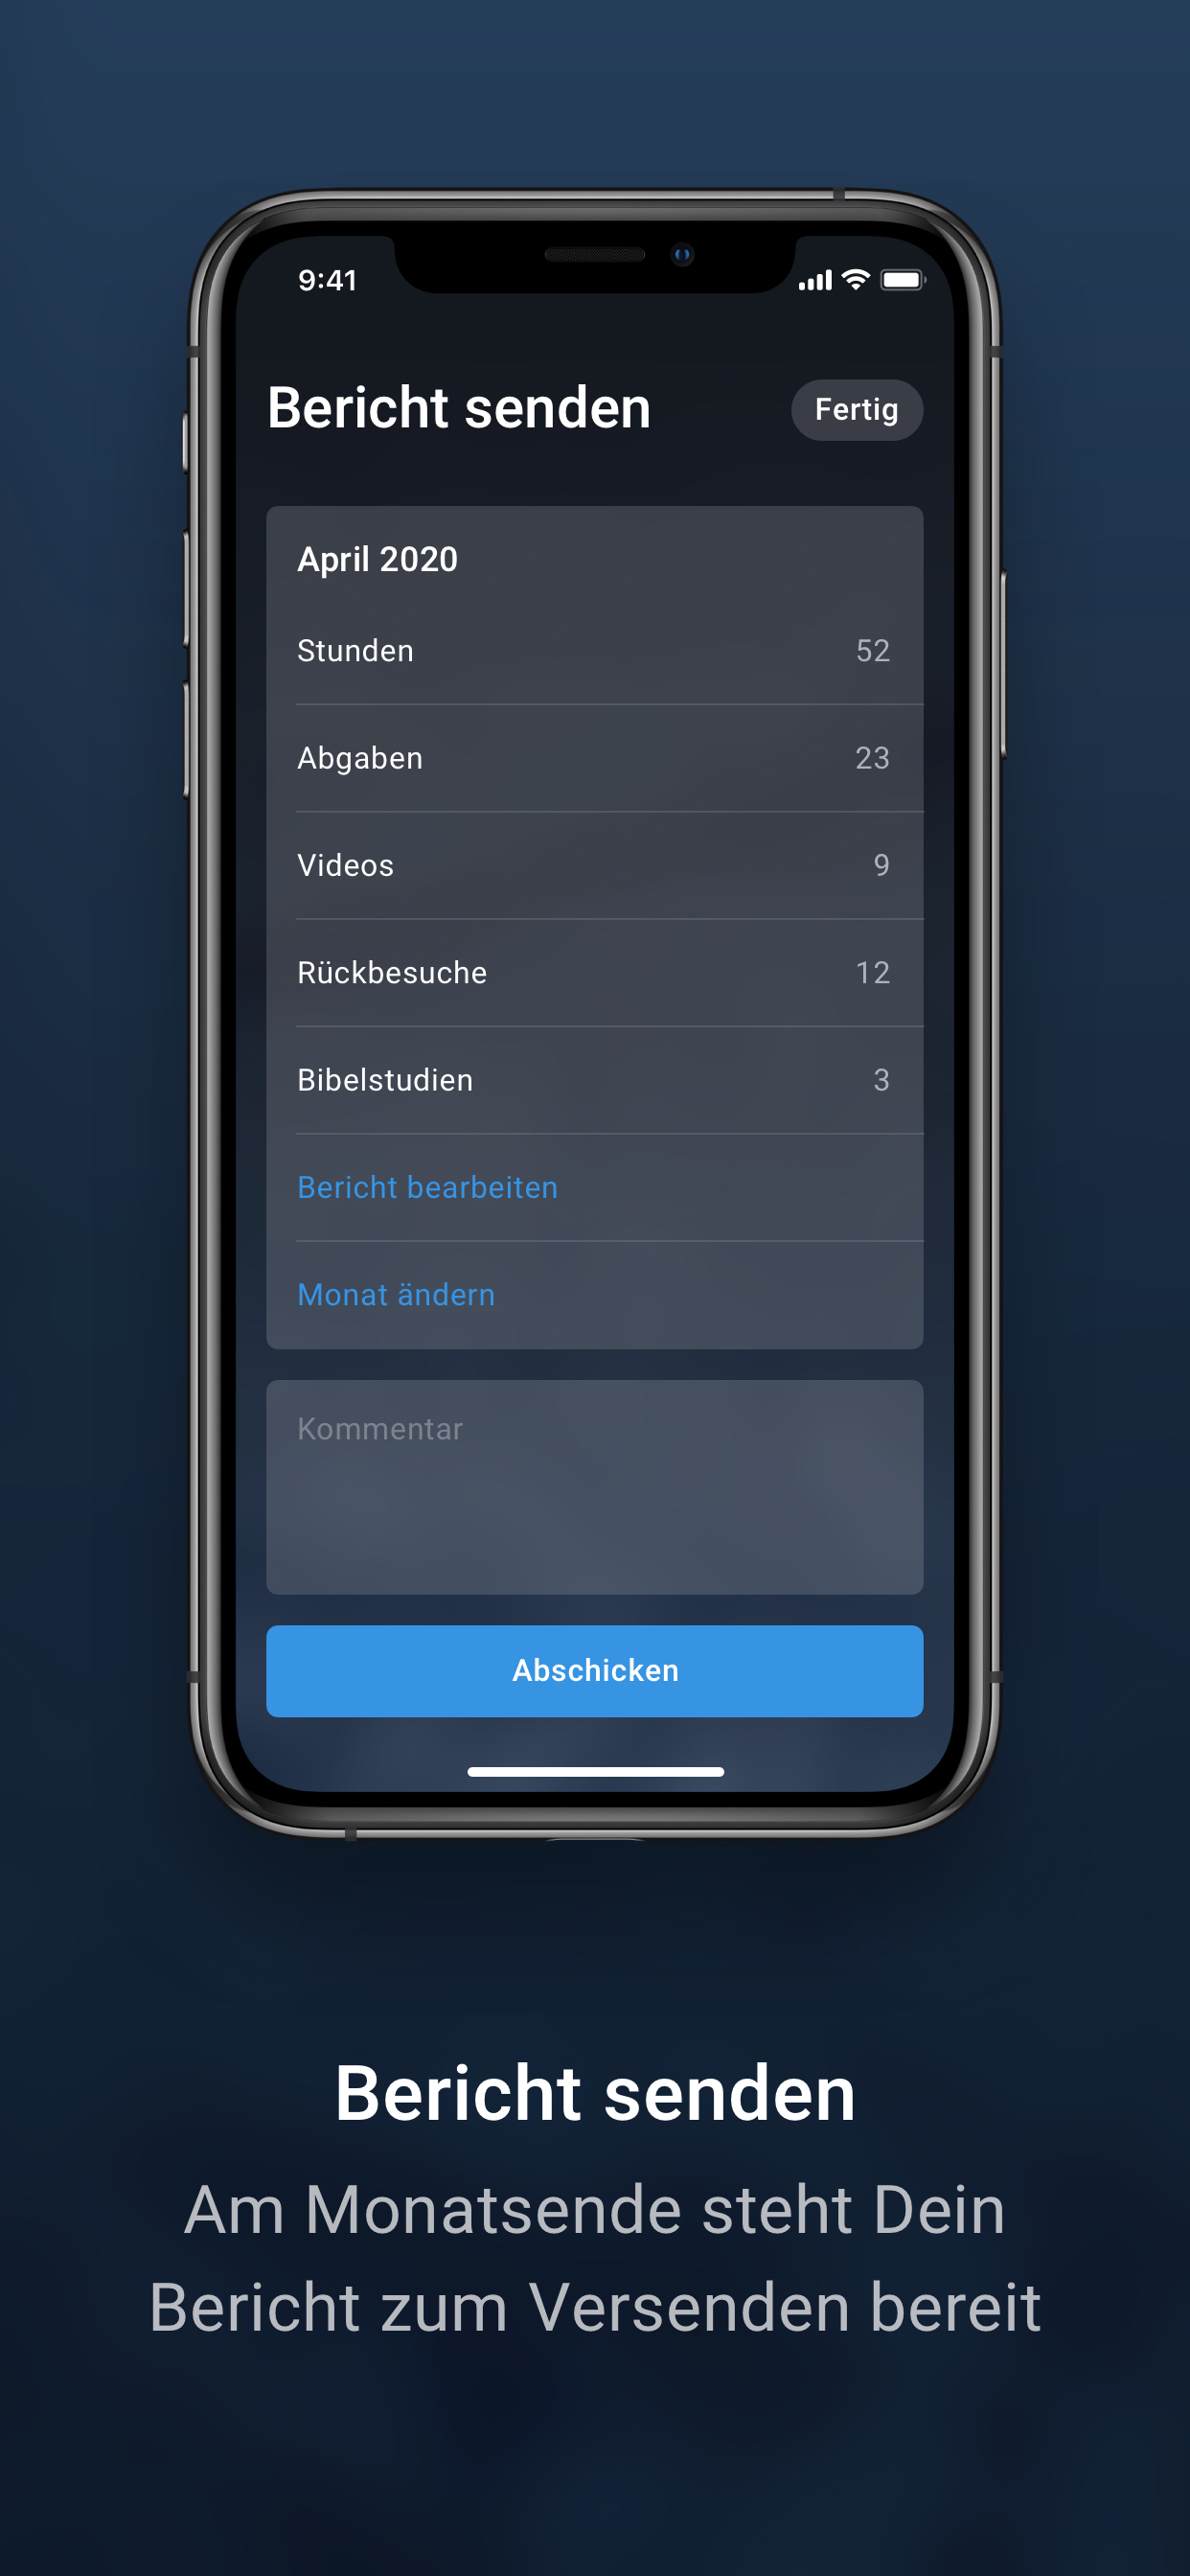 9:41
Bericht senden Fertig
April 2020
Stunden 52
Abgaben 23
Videos 9
Rückbesuche 12
Bibelstudien 3
Bericht bearbeiten
Monat ändern
Kommentar
Abschicken
Bericht senden
Am Monatsende steht Dein
Bericht zum Versenden bereit